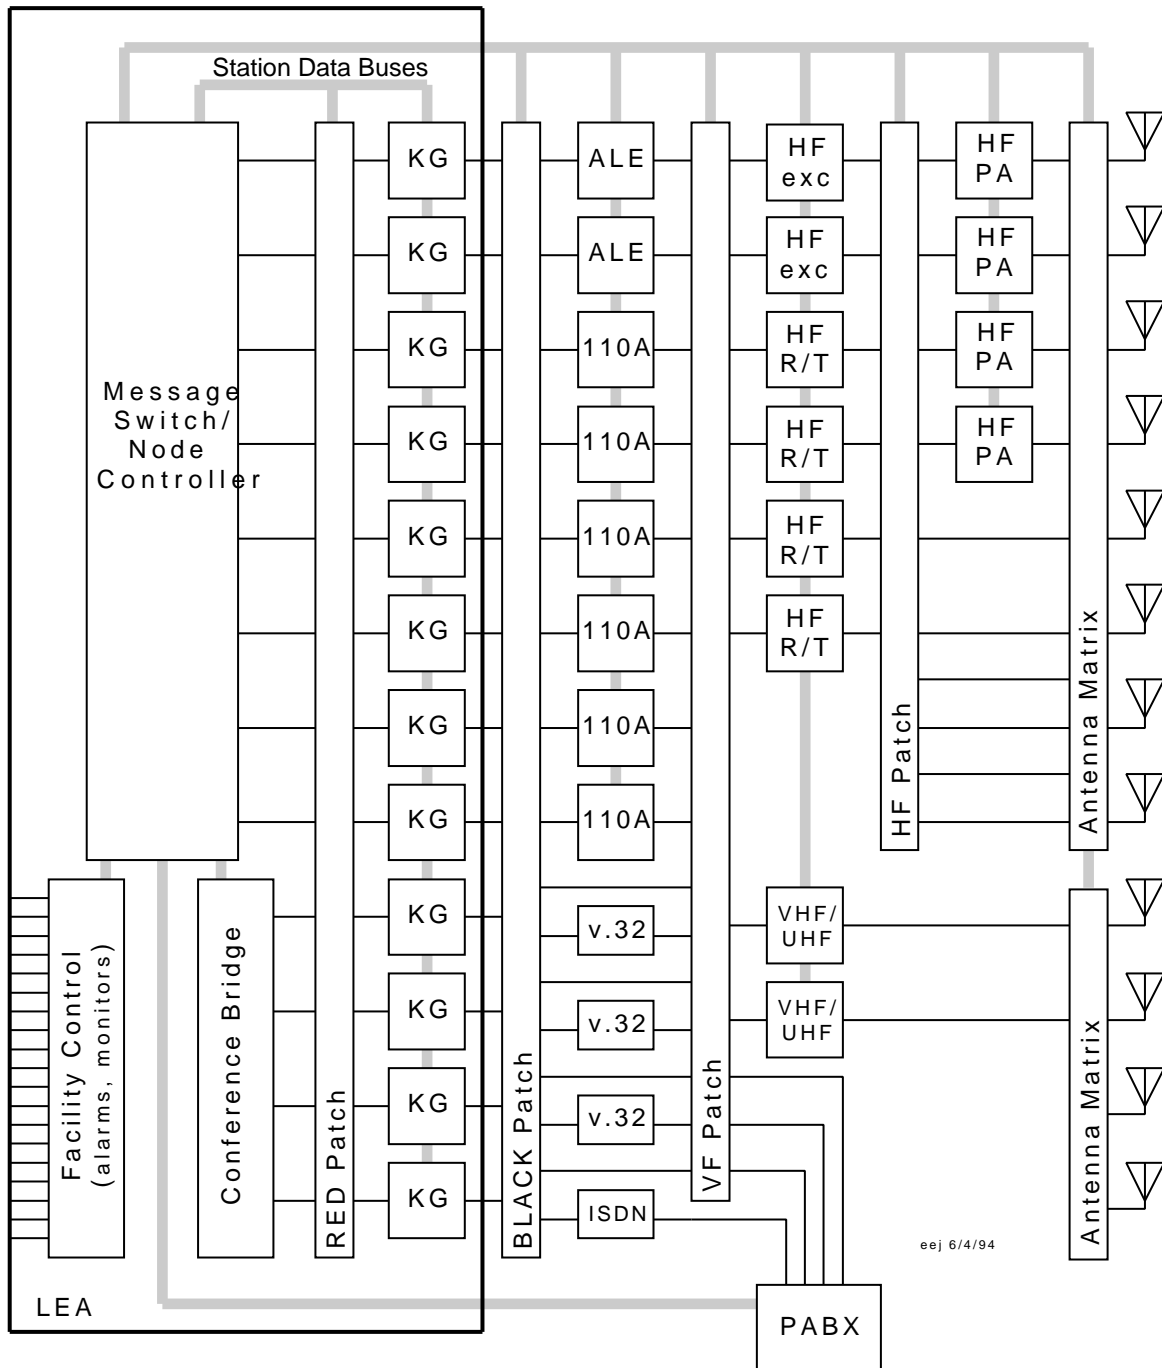 Station Data Buses
KG
ALE
HF
exc
HF
PA
KG
ALE
HF
exc
HF
PA
KG
110A
HF
R/T
HF
PA
Message
Switch/
Node
Controller
KG
110A
HF
R/T
HF
PA
KG
110A
HF
R/T
KG
110A
HF
R/T
KG
110A
KG
110A
HF Patch
Antenna Matrix
KG
v.32
VHF/
UHF
KG
v.32
VHF/
UHF
KG
v.32
KG
ISDN
Facility Control
(alarms, monitors)
Conference Bridge
RED Patch
BLACK Patch
VF Patch
Antenna Matrix
eej 6/4/94
LEA
PABX